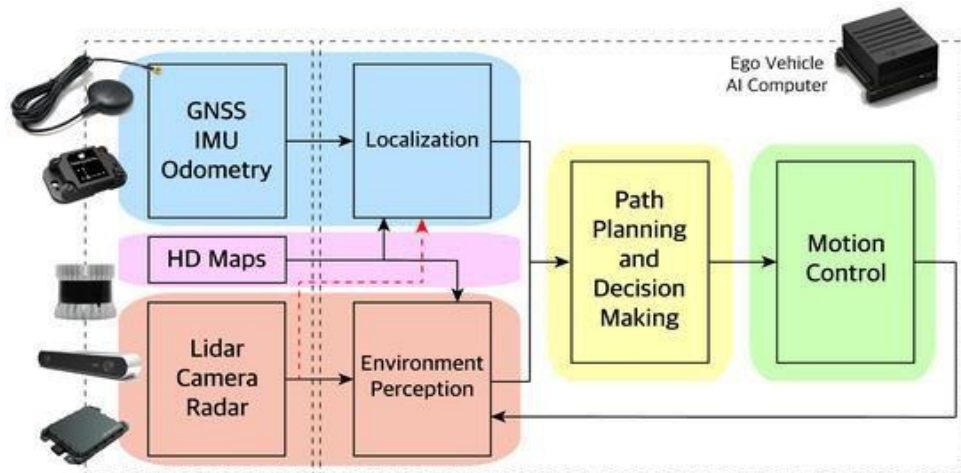 Ego Vehicle
AI Computer
GNSS
IMU
Odometry
Localization
HD Maps
Lidar
Camera
Radar
Environment
Perception
Path
Planning
and
Decision
Making
Motion
Control